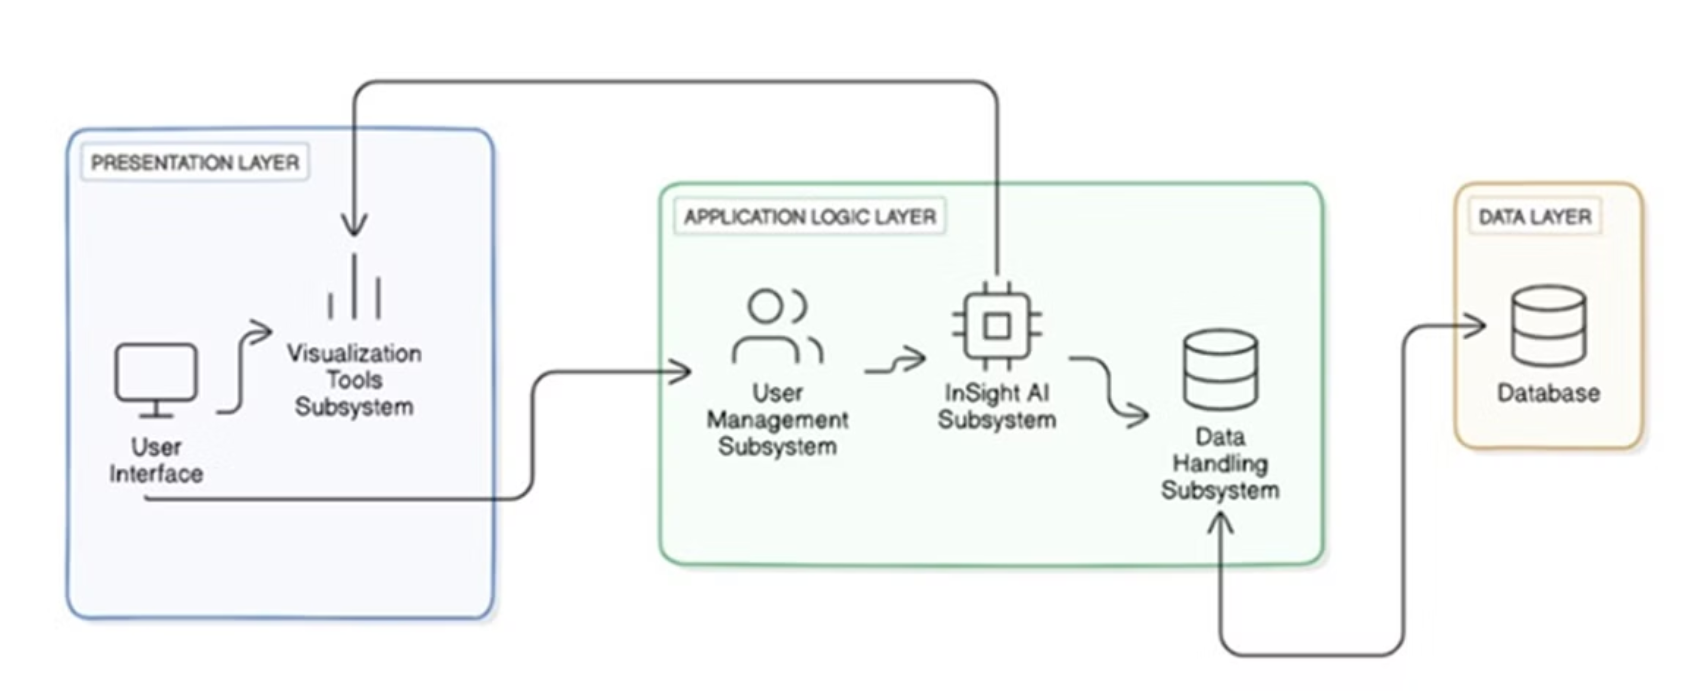 PRESENTATION LAYER
Visualization
Tools
Subsystem
User
Interface
APPLICATION LOGIC LAYER
User
Management
Subsystem
InSight AI
Subsystem
Data
Handling
Subsystem
DATA LAYER
Database